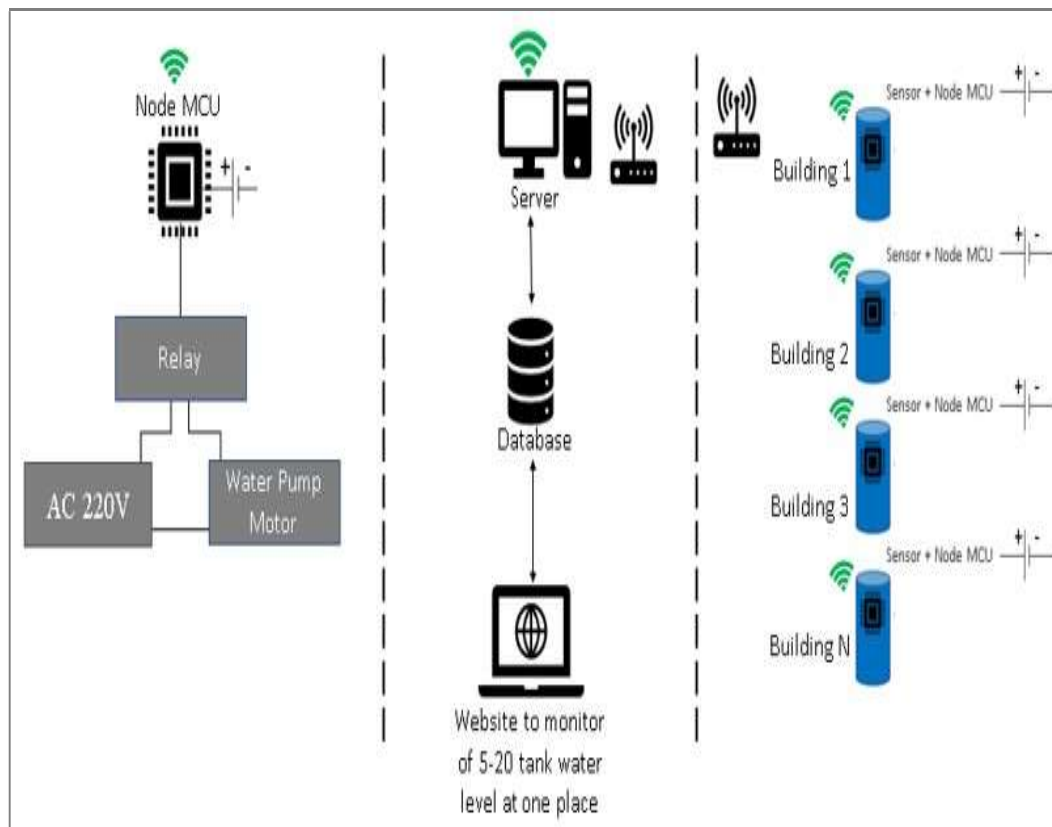 Node MCU
+ -
Relay
AC 220V
Water Pump
Motor
Server
Database
Website to monitor
of 5-20 tank water
level at one place
Sensor + Node MCU
+ -
Building 1
Sensor + Node MCU
+ -
Building 2
Sensor + Node MCU
+ -
Building 3
Sensor + Node MCU
+ -
Building N